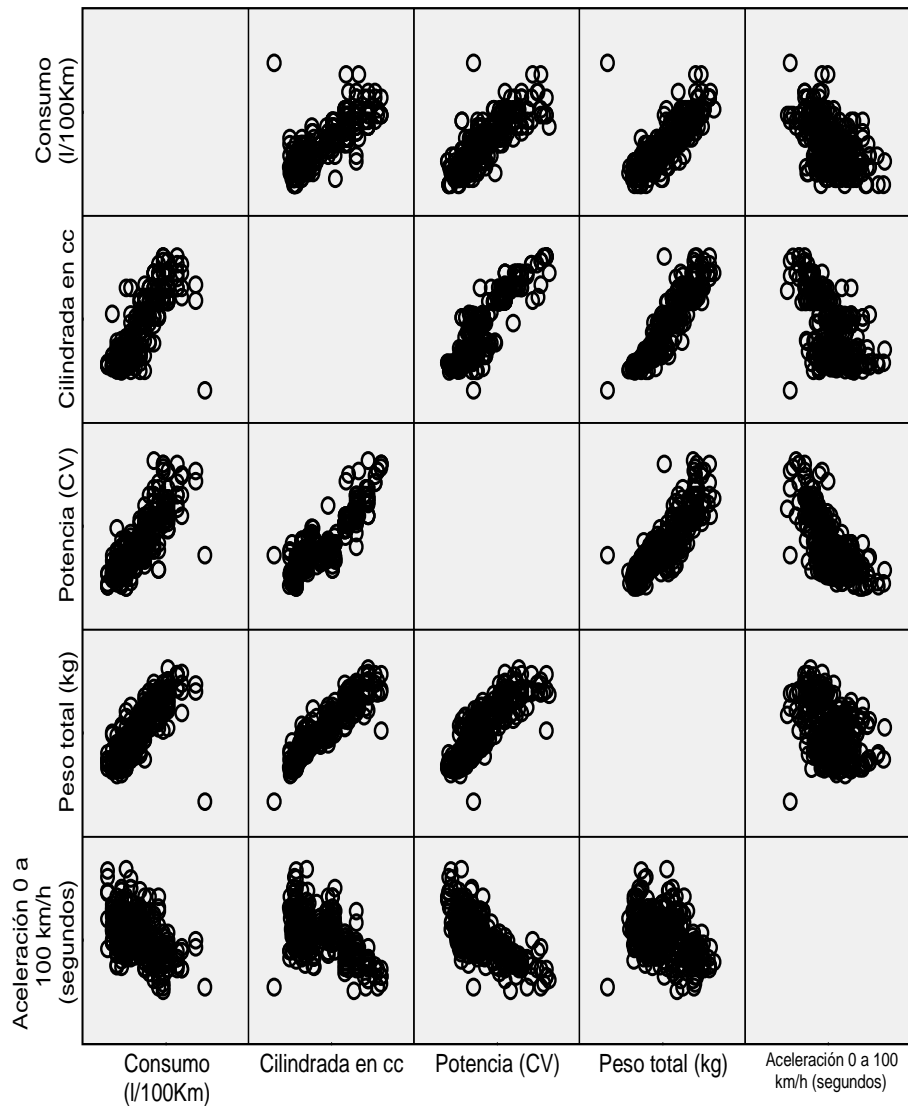 Consumo
(l/100Km)
Cilindrada en cc
Potencia (CV)
Peso total (kg)
Aceleración 0 a
100 km/h
(segundos)
Consumo
(l/100Km)
Cilindrada en cc
Potencia (CV)
Peso total (kg)
Aceleración 0 a 100
km/h (segundos)